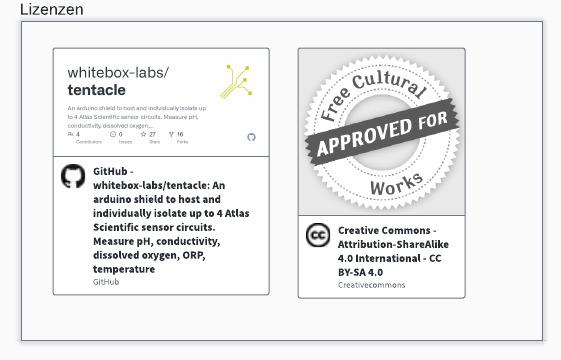 Lizenzen
whitebox-labs/
tentacle
An arduino shield to host and individually isolate up
to 4 Atlas Scientific sensor circuits. Measure pH,
conductivity, dissolved oxygen,...
4 0 27 16
Contributors Issues Stars Forks
GitHub -
whitebox-labs/tentacle: An
arduino shield to host and
individually isolate up to 4 Atlas
Scientific sensor circuits.
Measure pH, conductivity,
dissolved oxygen, ORP,
temperature
GitHub
Free Cultural
APPROVED FOR
Works
cc
Creative Commons -
Attribution-ShareAlike
4.0 International - CC
BY-SA 4.0
Creativecommons